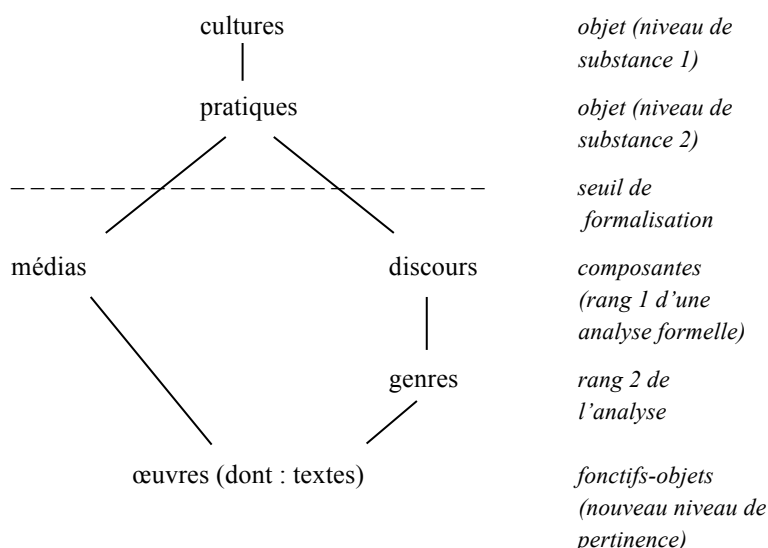 cultures
objet (niveau de
substance 1)
pratiques
objet (niveau de
substance 2)
seuil de
formalisation
médias
discours
composantes
(rang 1 d’une
analyse formelle)
genres
rang 2 de
l’analyse
œuvres (dont : textes)
fonctifs-objets
(nouveau niveau de
pertinence)